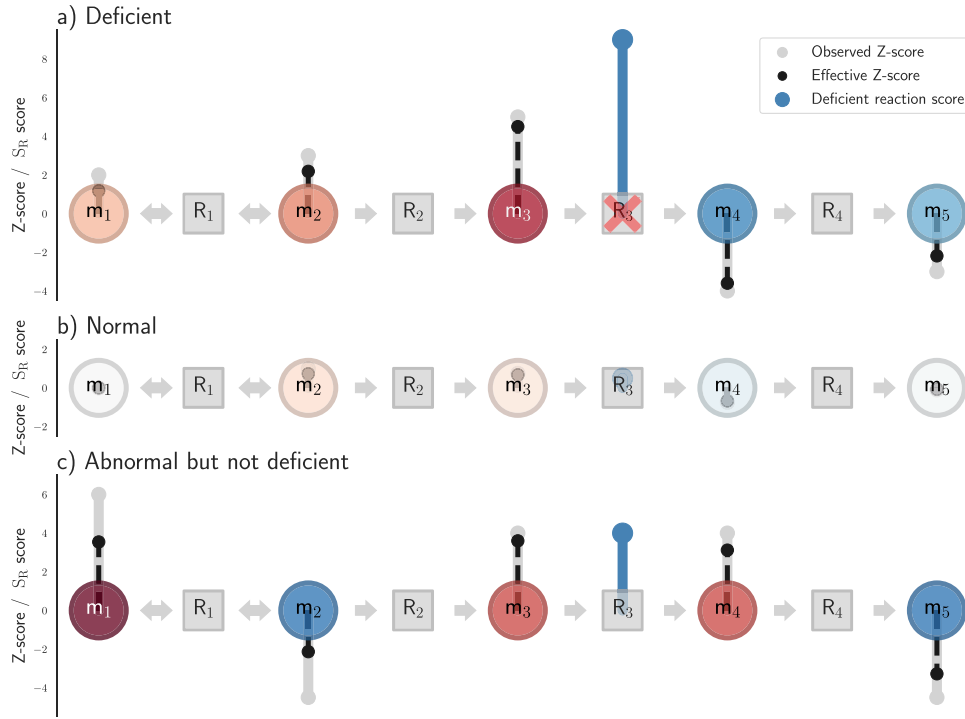 a) Deficient
Observed Z-score
Effective Z-score
Deficient reaction score
Z-score / S_R score
8
6
4
2
0
−2
−4
m₁ R₁ m₂ R₂ m₃ R₃ m₄ R₄ m₅
b) Normal
Z-score / S_R score
2
0
−2
m₁ R₁ m₂ R₂ m₃ R₃ m₄ R₄ m₅
c) Abnormal but not deficient
Z-score / S_R score
6
4
2
0
−2
−4
m₁ R₁ m₂ R₂ m₃ R₃ m₄ R₄ m₅